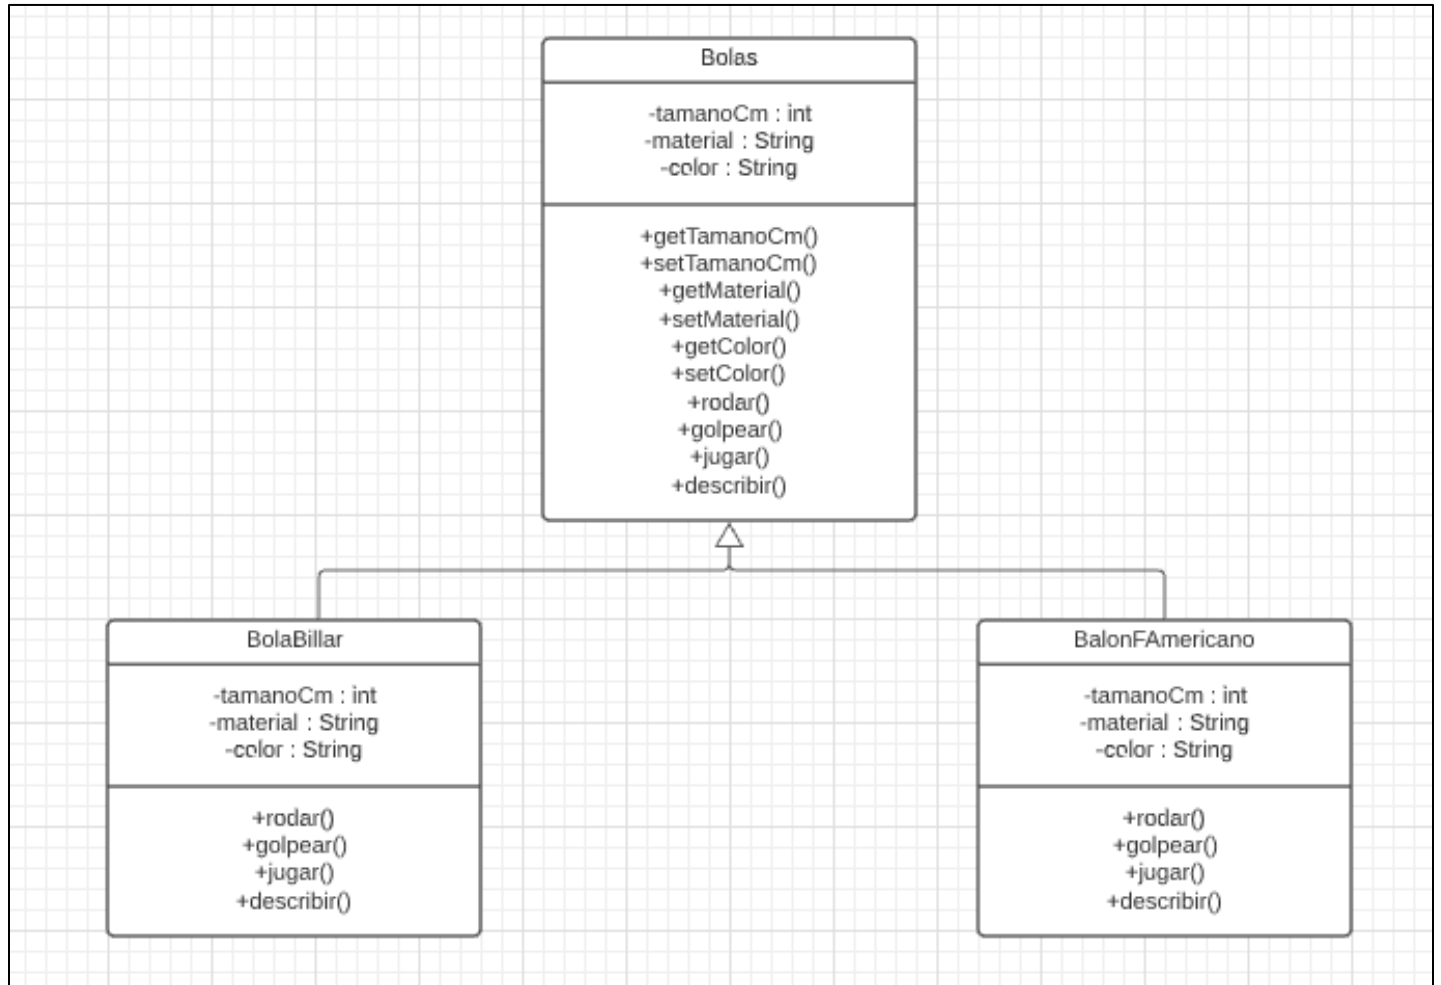 Bolas
-tamanoCm : int
-material : String
-color : String
+getTamanoCm()
+setTamanoCm()
+getMaterial()
+setMaterial()
+getColor()
+setColor()
+rodar()
+golpear()
+jugar()
+describir()
BolaBillar
-tamanoCm : int
-material : String
-color : String
+rodar()
+golpear()
+jugar()
+describir()
BalonFAmericano
-tamanoCm : int
-material : String
-color : String
+rodar()
+golpear()
+jugar()
+describir()